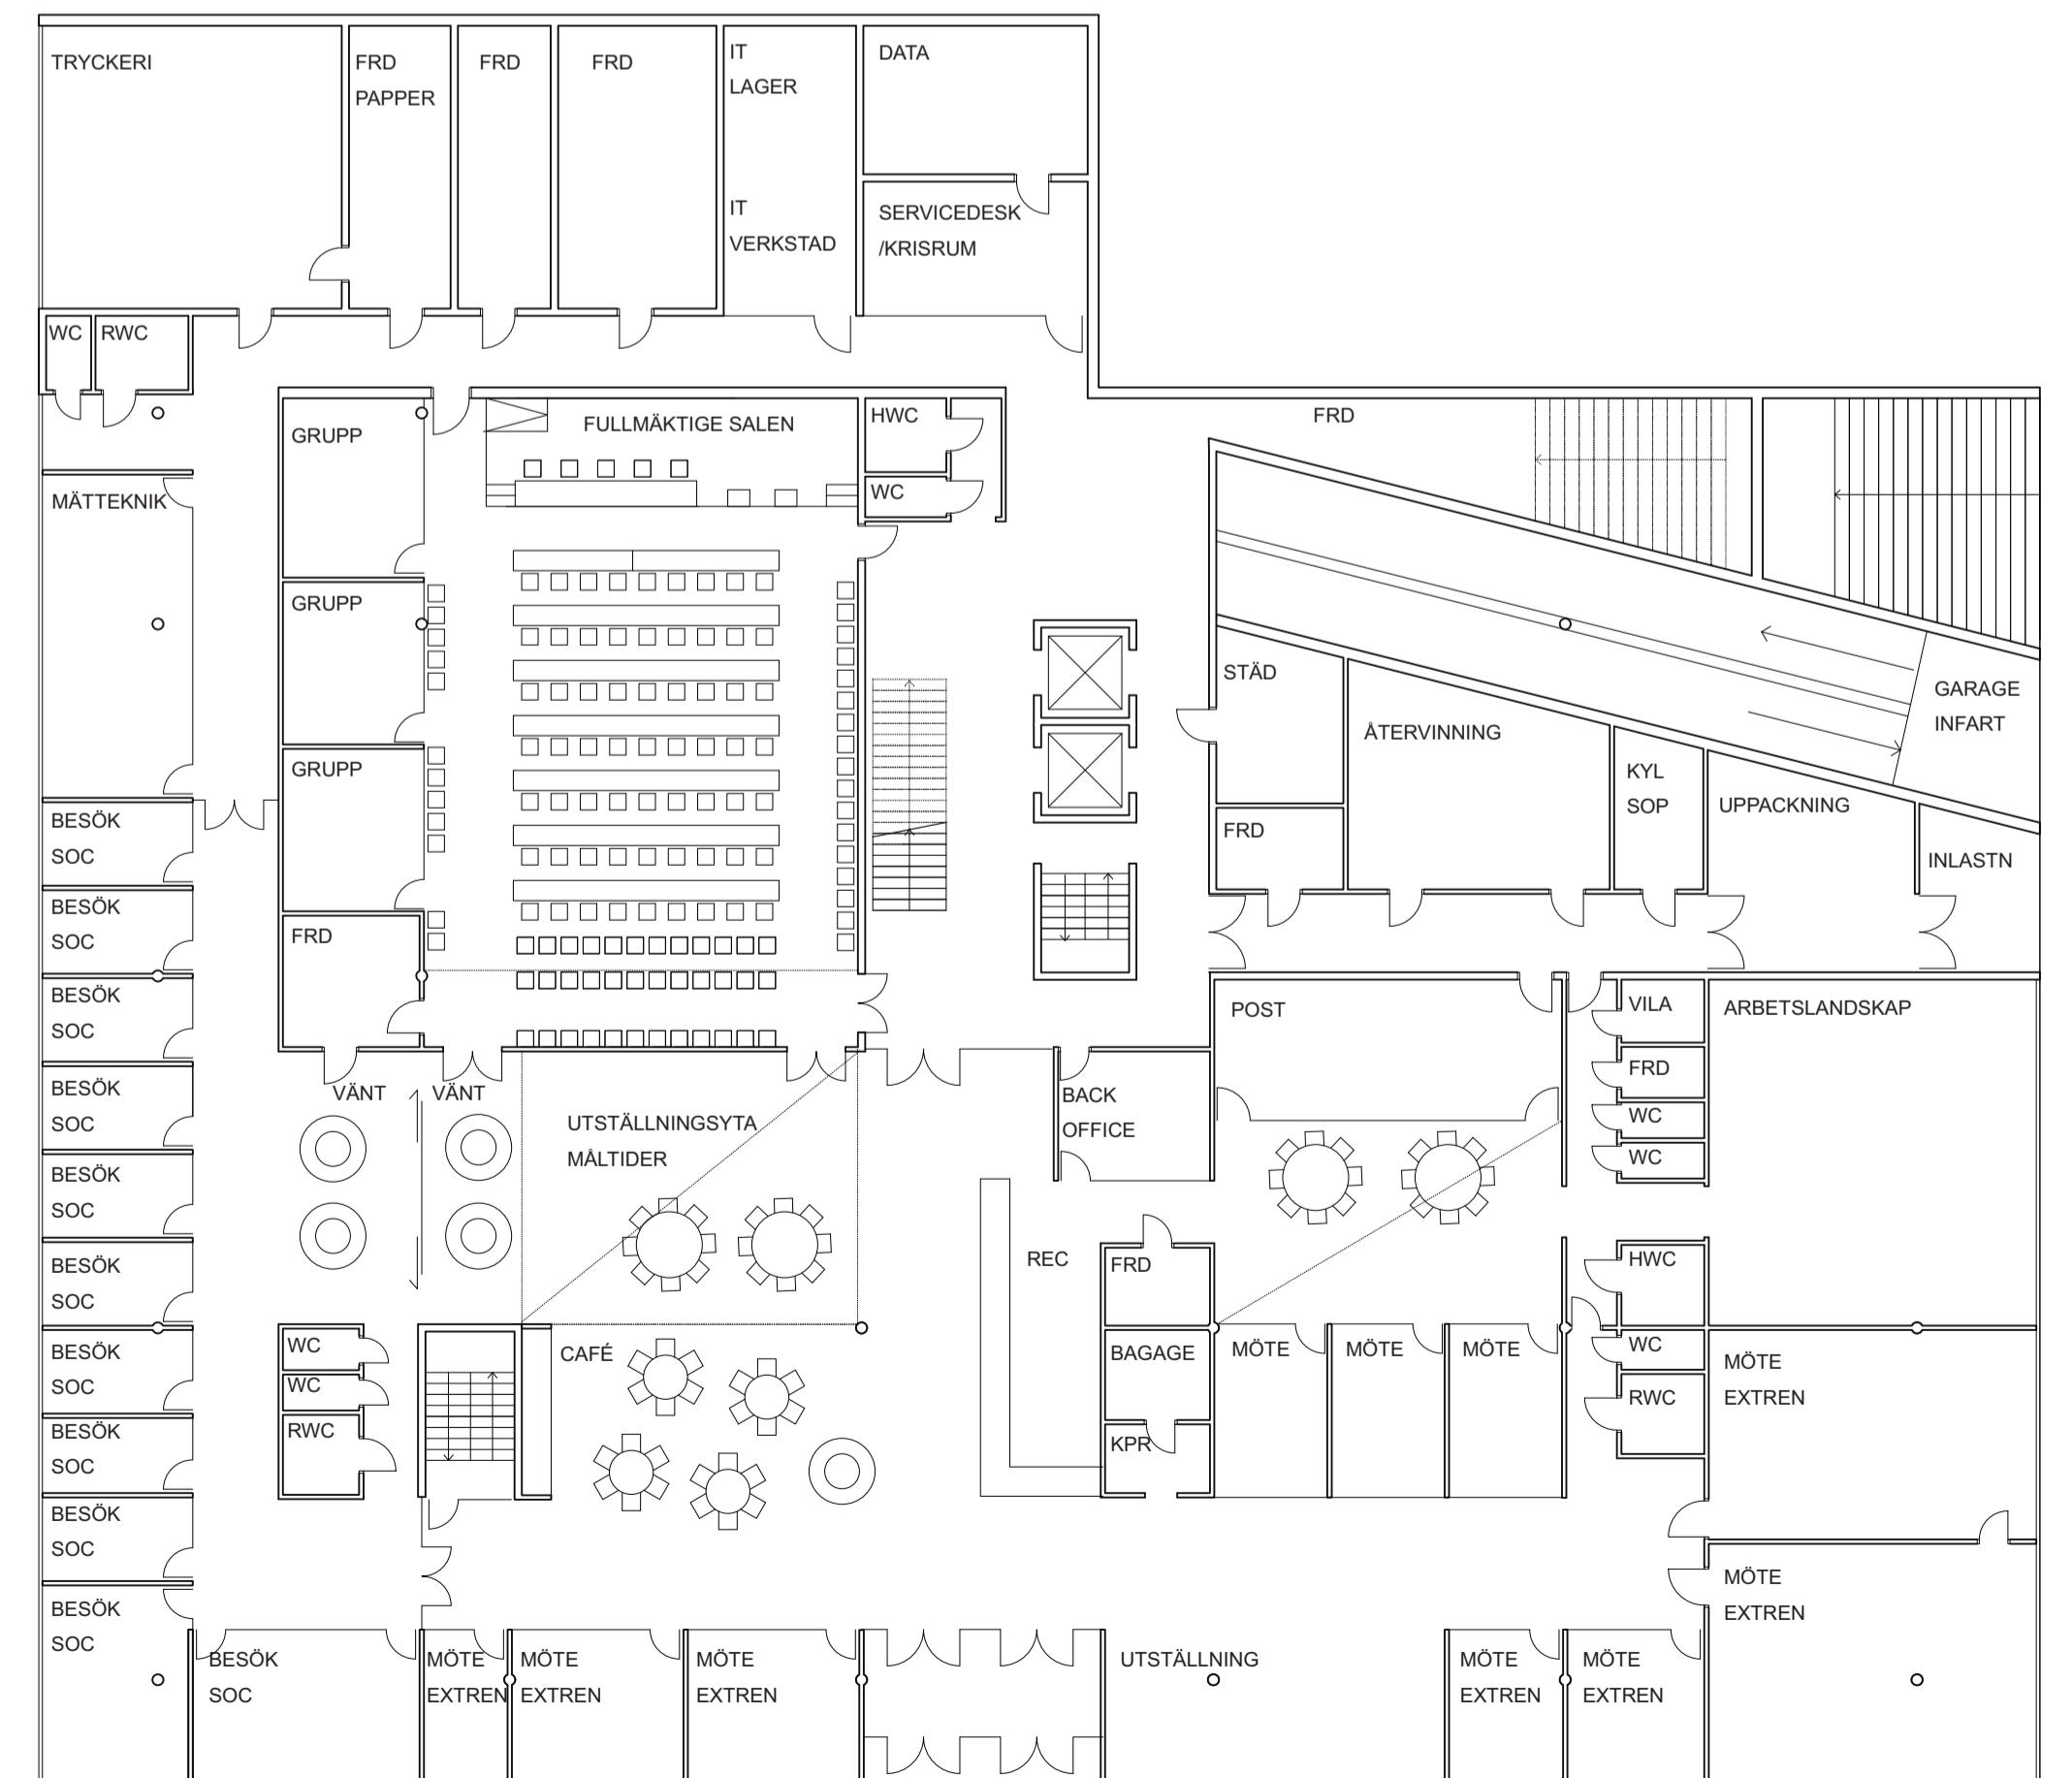 TRYCKERI
FRD
PAPPER
FRD
FRD
IT
LAGER
IT
VERKSTAD
DATA
SERVICEDESK
/KRISRUM
WC
RWC
MÄTTEKNIK
GRUPP
GRUPP
GRUPP
FRD
FULLMÄKTIGE SALEN
HWC
WC
FRD
GARAGE
INFART
STÄD
ÅTERVINNING
KYL
SOP
UPPACKNING
INLASTN
FRD
BESÖK
SOC
BESÖK
SOC
BESÖK
SOC
BESÖK
SOC
BESÖK
SOC
BESÖK
SOC
BESÖK
SOC
BESÖK
SOC
BESÖK
SOC
BESÖK
SOC
BESÖK
SOC
VÄNT
VÄNT
UTSTÄLLNINGSYTA
MÅLTIDER
BACK
OFFICE
POST
VILA
FRD
WC
WC
ARBETSLANDSKAP
REC
FRD
BAGAGE
KPR
HWC
WC
RWC
WC
WC
RWC
CAFÉ
MÖTE
MÖTE
MÖTE
MÖTE
EXTREN
MÖTE
EXTREN
MÖTE
EXTREN
MÖTE
EXTREN
MÖTE
EXTREN
UTSTÄLLNING
MÖTE
EXTREN
MÖTE
EXTREN